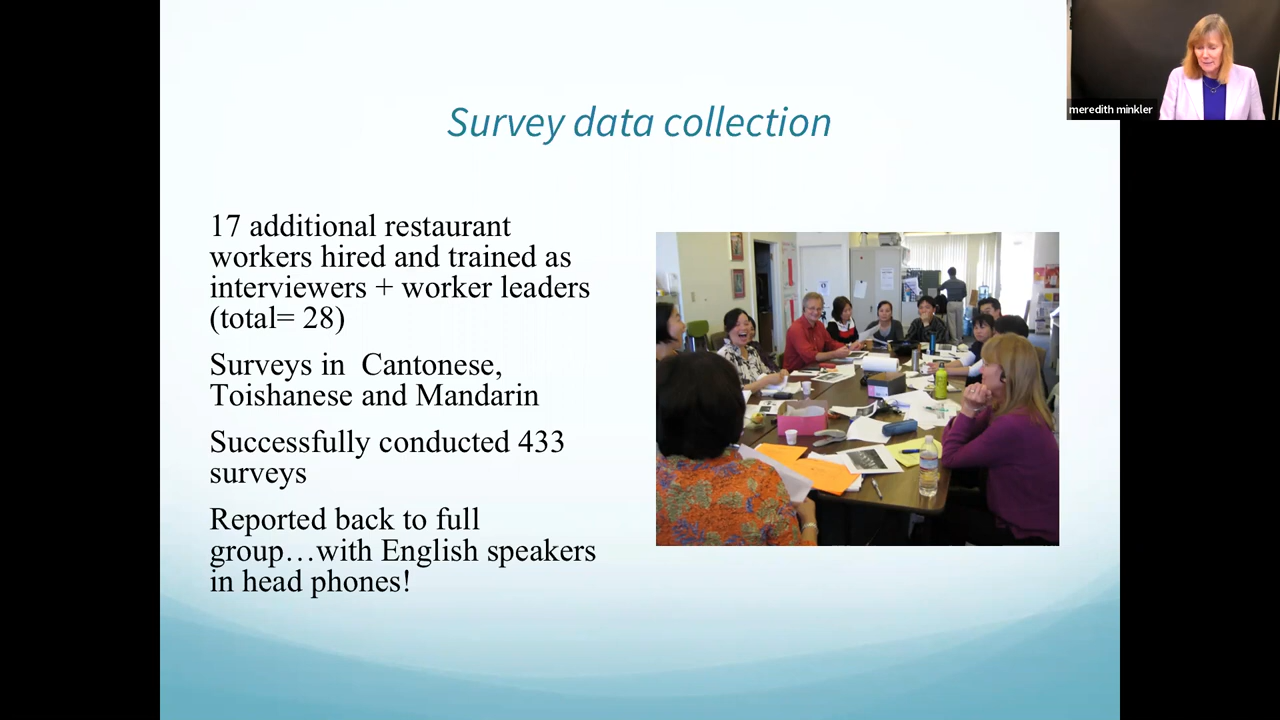 meredith minkler
Survey data collection
17 additional restaurant
workers hired and trained as
interviewers + worker leaders
(total= 28)
Surveys in  Cantonese,
Toishanese and Mandarin
Successfully conducted 433
surveys
Reported back to full
group…with English speakers
in head phones!